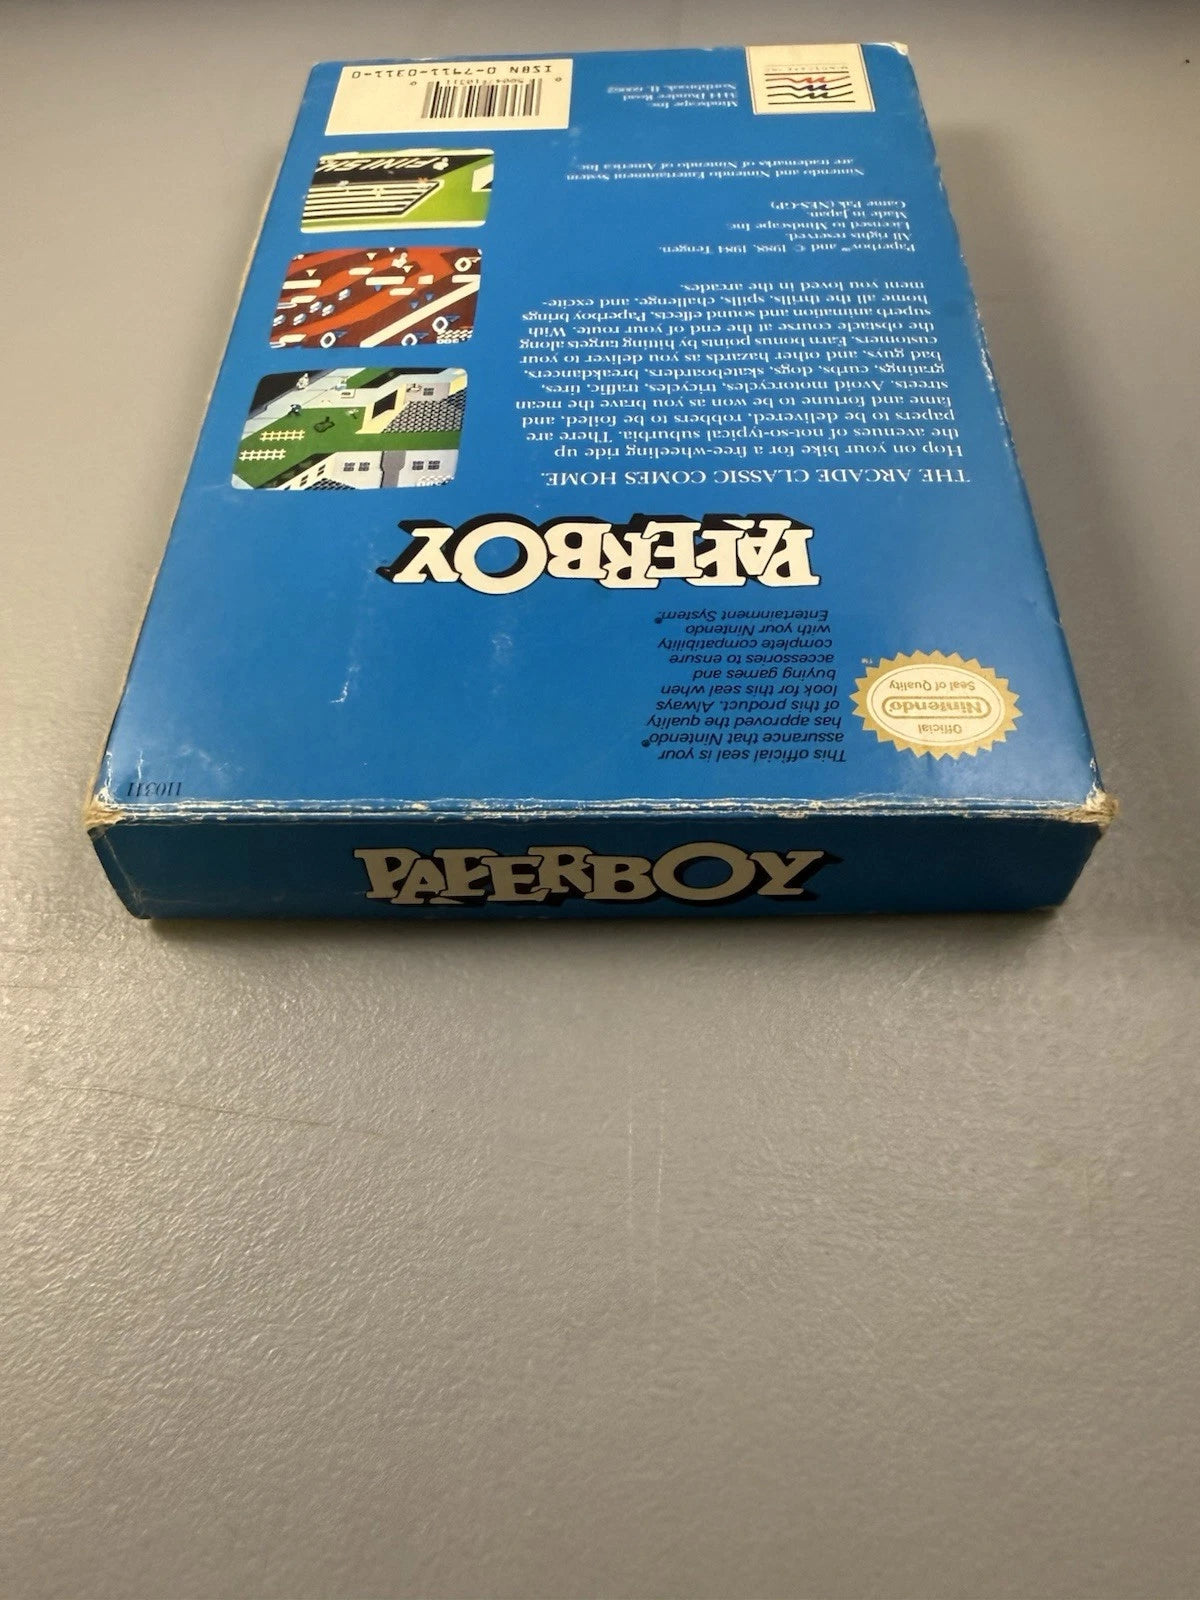 PAPERBOY
110311
This official seal is your
assurance that Nintendo®
has approved the quality
of this product. Always
look for this seal when
buying games and
accessories to ensure
complete compatibility
with your Nintendo
Entertainment System.®
Official
Nintendo
Seal of Quality
TM
PAPERBOY
THE ARCADE CLASSIC COMES HOME.
Hop on your bike for a free-wheeling ride up
the avenues of not-so-typical suburbia. There are
papers to be delivered, robbers to be foiled, and
fame and fortune to be won as you brave the mean
streets. Avoid motorcycles, tricycles, traffic, tires,
gratings, curbs, dogs, skateboarders, breakdancers,
bad guys, and other hazards as you deliver to your
customers. Earn bonus points by hitting targets along
the obstacle course at the end of your route. With
superb animation and sound effects, Paperboy brings
home all the thrills, spills, challenge, and excite-
ment you loved in the arcades.
Paperboy™ and © 1988, 1984 Tengen.
All rights reserved.
Licensed to Mindscape Inc.
Made in Japan.
Game Pak (NES-GP)
Nintendo and Nintendo Entertainment System
are trademarks of Nintendo of America Inc.
Mindscape Inc.
3444 Dundee Road
Northbrook, IL 60062
FINISH
ISBN 0-7911-0311-0